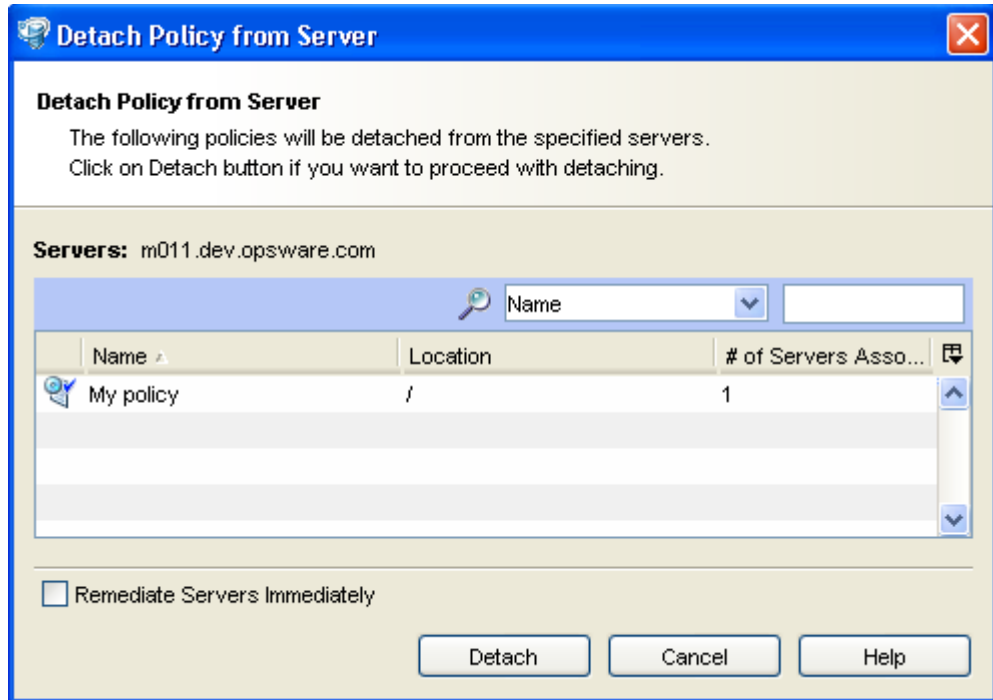 Detach Policy from Server
Detach Policy from Server
The following policies will be detached from the specified servers.
Click on Detach button if you want to proceed with detaching.
Servers: m011.dev.opsware.com
Name
Name Location # of Servers Asso...
My policy / 1
Remediate Servers Immediately
Detach Cancel Help